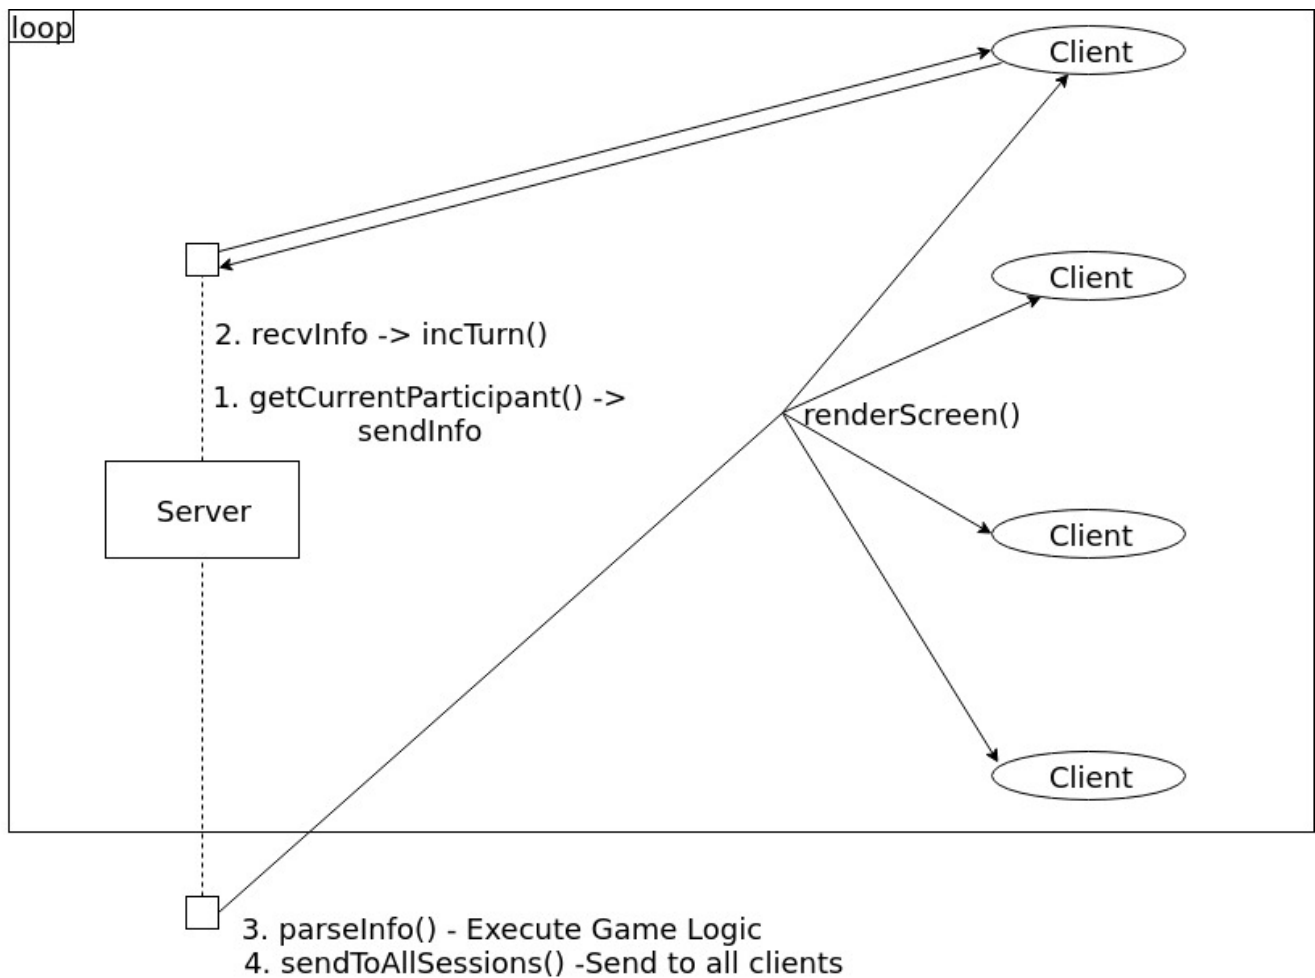 loop
Client
Client
2. recvInfo -> incTurn()
1. getCurrentParticipant() ->
sendInfo
renderScreen()
Server
Client
Client
3. parseInfo() - Execute Game Logic
4. sendToAllSessions() -Send to all clients